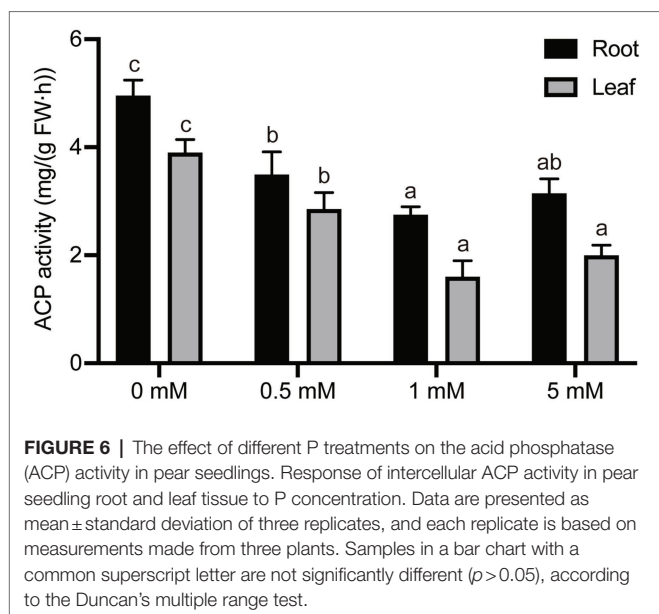 6
4
2
0
ACP activity (mg/(g FW·h))
Root
Leaf
c
c
b
b
a
a
ab
a
0 mM
0.5 mM
1 mM
5 mM
FIGURE 6 | The effect of different P treatments on the acid phosphatase
(ACP) activity in pear seedlings. Response of intercellular ACP activity in pear
seedling root and leaf tissue to P concentration. Data are presented as
mean ± standard deviation of three replicates, and each replicate is based on
measurements made from three plants. Samples in a bar chart with a
common superscript letter are not significantly different (p > 0.05), according
to the Duncan's multiple range test.